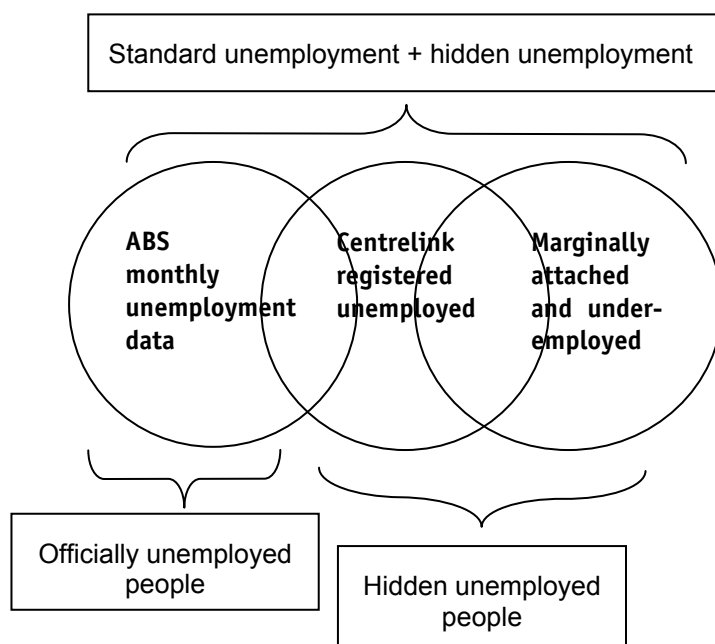 Standard unemployment + hidden unemployment
ABS
monthly
unemployment
data
Centrelink
registered
unemployed
Marginally
attached
and under-
employed
Officially unemployed
people
Hidden unemployed
people